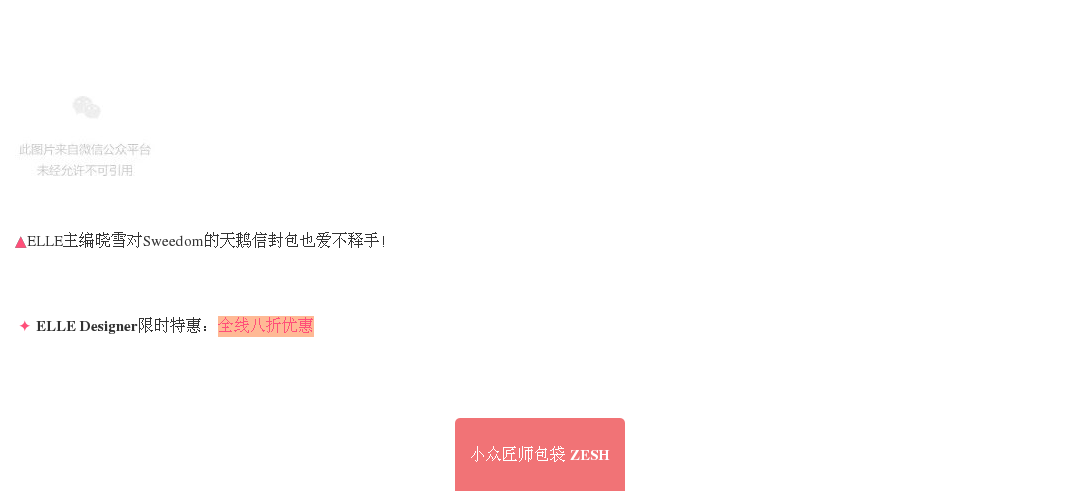 此图片来自微信公众平台
未经允许不可引用
▲ELLE主编晓雪对Sweedom的天鹅信封包也爱不释手!
✦ ELLE Designer限时特惠：全线八折优惠
小众匠师包袋 ZESH